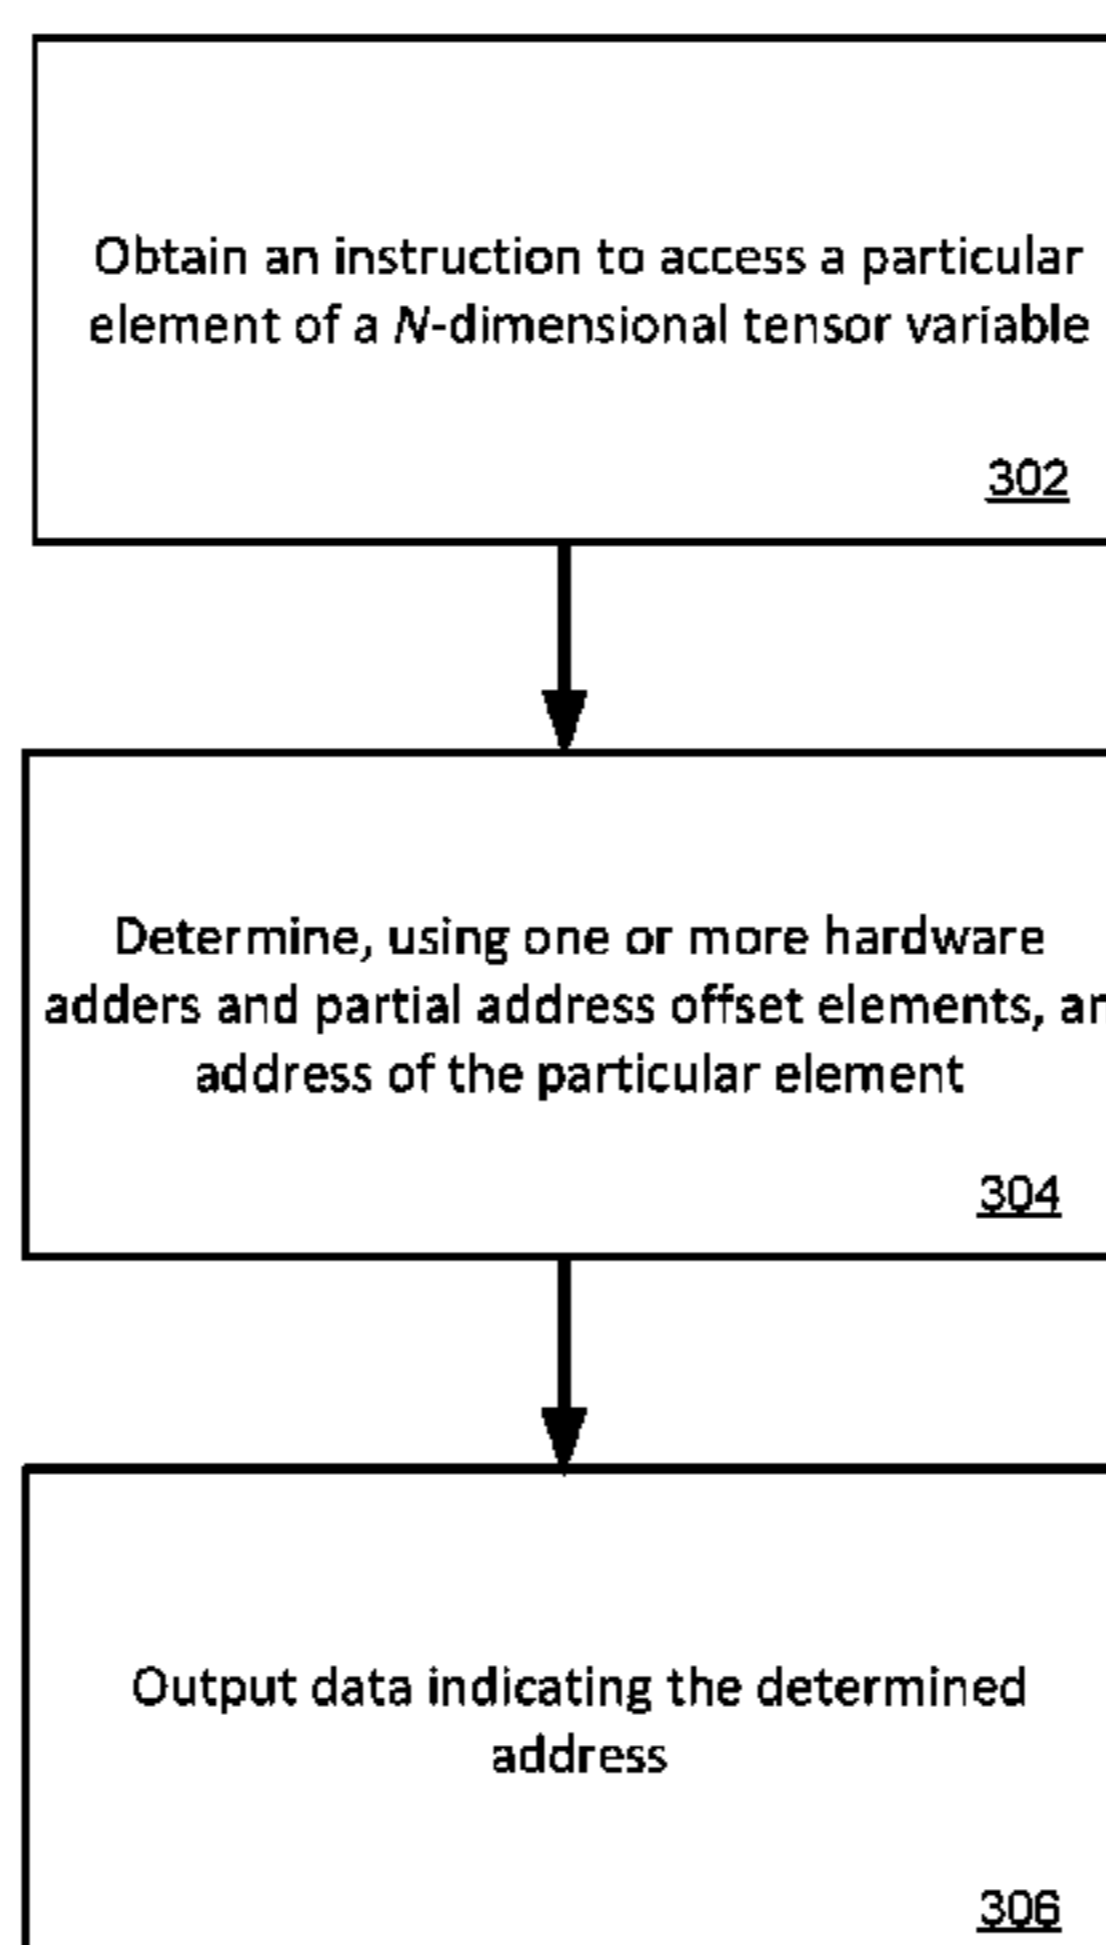 Obtain an instruction to access a particular
element of a N-dimensional tensor variable
302
Determine, using one or more hardware
adders and partial address offset elements, an
address of the particular element
304
Output data indicating the determined
address
306